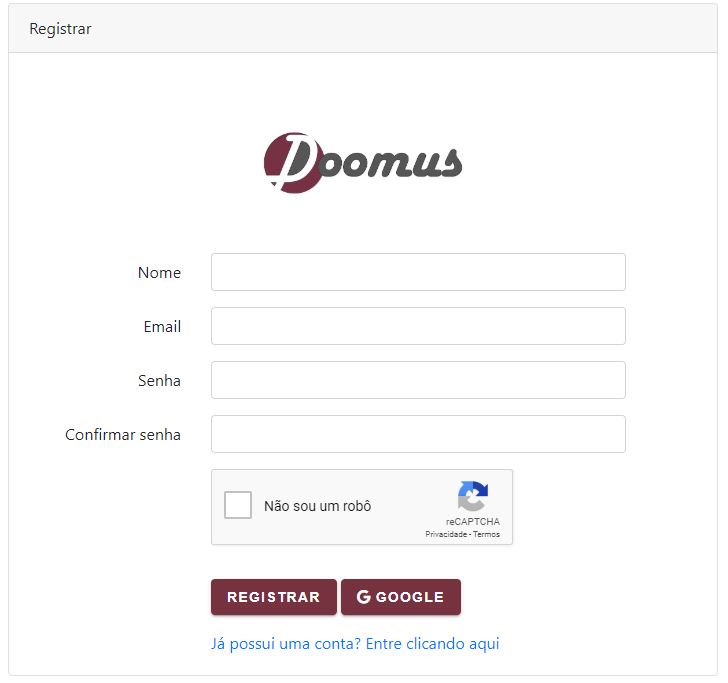 Registrar
Doomus
Nome
Email
Senha
Confirmar senha
Não sou um robô
reCAPTCHA
Privacidade - Termos
REGISTRAR
G GOOGLE
Já possui uma conta? Entre clicando aqui